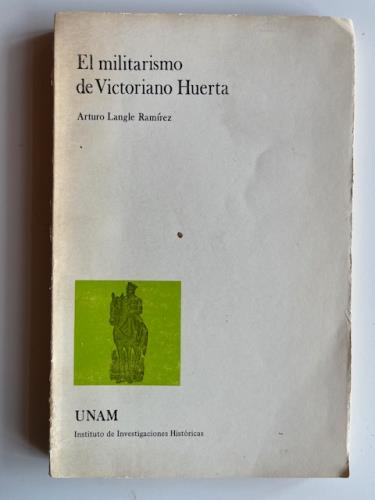 El militarismo
de Victoriano Huerta
Arturo Langle Ramírez
UNAM
Instituto de Investigaciones Históricas